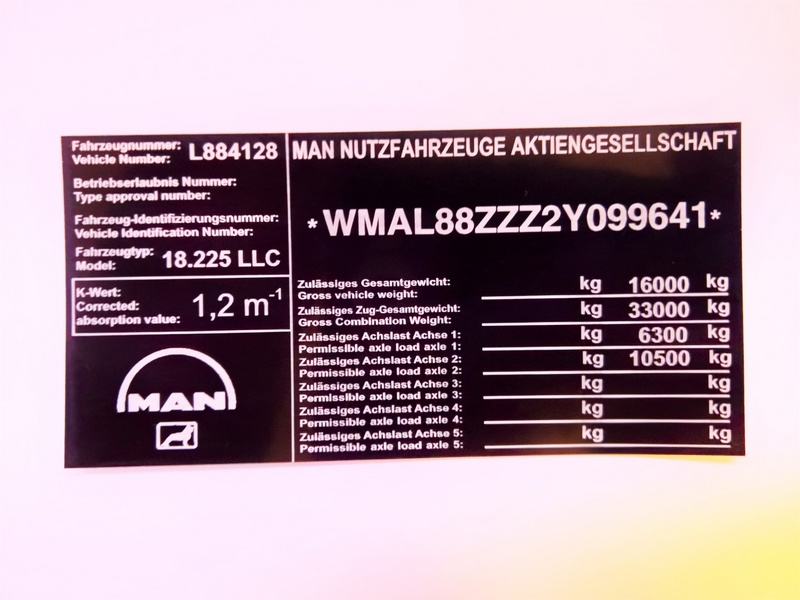 Fahrzeugnummer:
Vehicle Number: L884128
Betriebserlaubnis Nummer:
Type approval number:
Fahrzeug-Identifizierungsnummer:
Vehicle Identification Number:
Fahrzeugtyp:
Model: 18.225 LLC
K-Wert:
Corrected:
absorption value: 1,2 m⁻¹
MAN
MAN NUTZFAHRZEUGE AKTIENGESELLSCHAFT
*WMAL88ZZZ2Y099641*
Zulässiges Gesamtgewicht: kg 16000 kg
Gross vehicle weight:
Zulässiges Zug-Gesamtgewicht: kg 33000 kg
Gross Combination Weight:
Zulässiges Achslast Achse 1: kg 6300 kg
Permissible axle load axle 1:
Zulässiges Achslast Achse 2: kg 10500 kg
Permissible axle load axle 2:
Zulässiges Achslast Achse 3: kg kg
Permissible axle load axle 3:
Zulässiges Achslast Achse 4: kg kg
Permissible axle load axle 4:
Zulässiges Achslast Achse 5: kg kg
Permissible axle load axle 5: